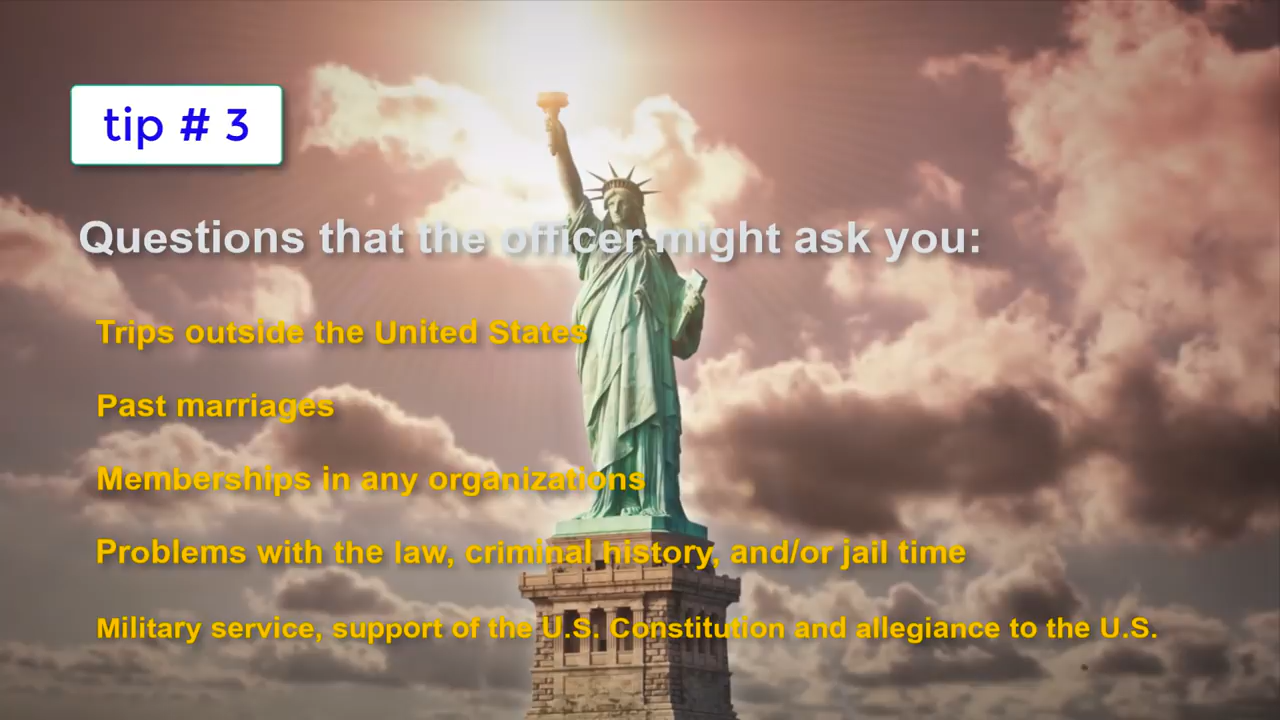 tip # 3
Questions that the officer might ask you:
Trips outside the United States
Past marriages
Memberships in any organizations
Problems with the law, criminal history, and/or jail time
Military service, support of the U.S. Constitution and allegiance to the U.S.